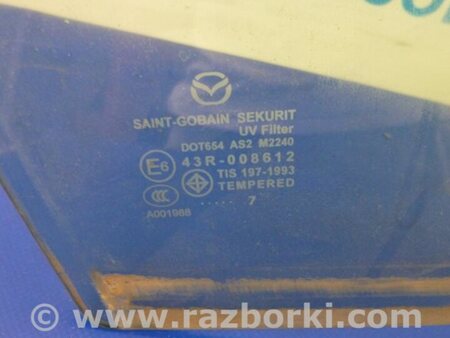 SAINT-GOBAIN SEKURIT
UV Filter
DOT654 AS2 M2240
E6 43R-008612
TIS 197-1993
CCC TEMPERED
A001988
..... 7
www.razborki.com